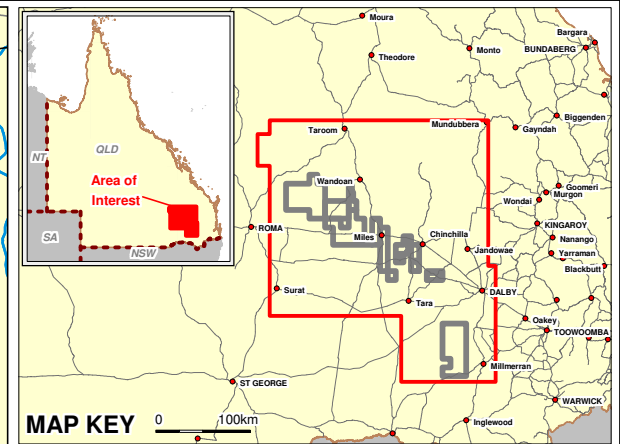 Moura
Bargara
Theodore
Monto
BUNDABERG
QLD
NT
Area of
Interest
SA
NSW
Biggenden
Taroom
Mundubbera
Gayndah
Wandoan
Goomeri
Murgon
Wondai
ROMA
Miles
Chinchilla
KINGAROY
Nanango
Jandowae
Yarraman
Blackbutt
Surat
Tara
DALBY
Oakey
TOOWOOMBA
Millmerran
ST GEORGE
WARWICK
Inglewood
MAP KEY
0 100km